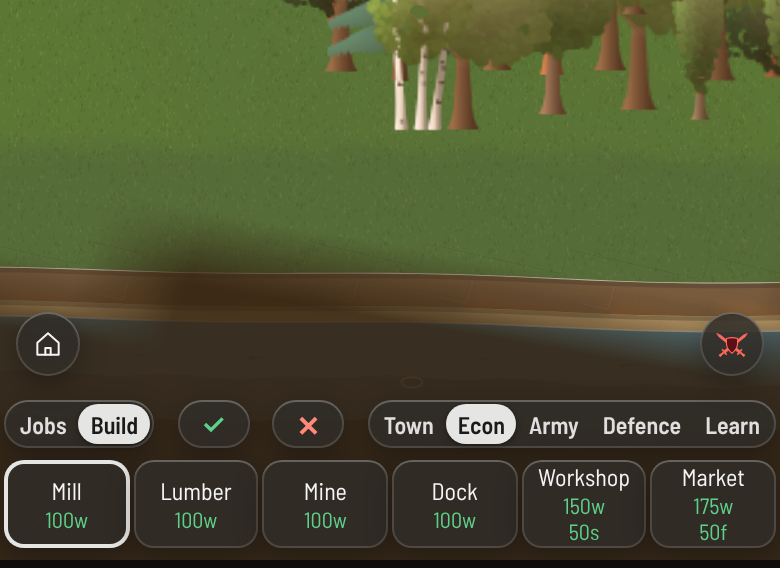 Jobs Build Town Econ Army Defence Learn
Mill Lumber Mine Dock Workshop Market
100w 100w 100w 100w 150w 175w
50s 50f